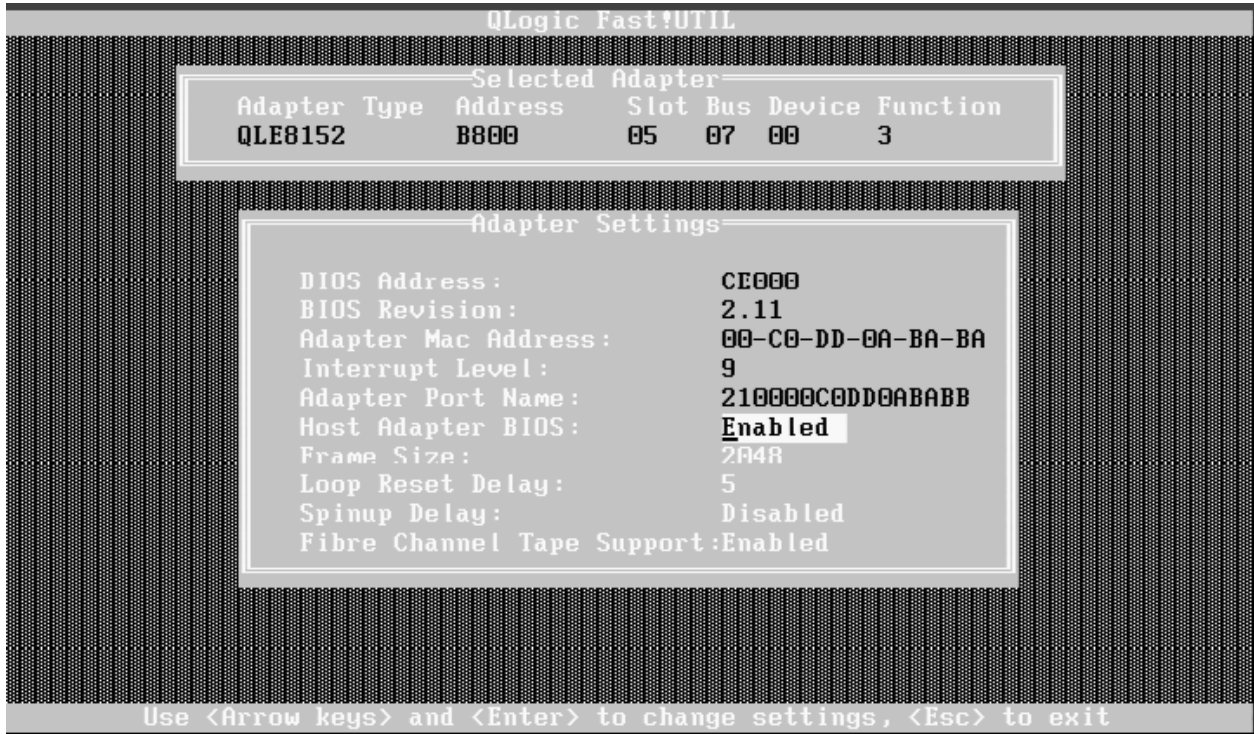 QLogic Fast!UTIL
Selected Adapter
Adapter Type Address Slot Bus Device Function
QLE8152 B800 05 07 00 3
Adapter Settings
BIOS Address: CE000
BIOS Revision: 2.11
Adapter Mac Address: 00-C0-DD-0A-BA-BA
Interrupt Level: 9
Adapter Port Name: 210000C0DD0ABABB
Host Adapter BIOS: Enabled
Frame Size: 2048
Loop Reset Delay: 5
Spinup Delay: Disabled
Fibre Channel Tape Support:Enabled
Use <Arrow keys> and <Enter> to change settings, <Esc> to exit